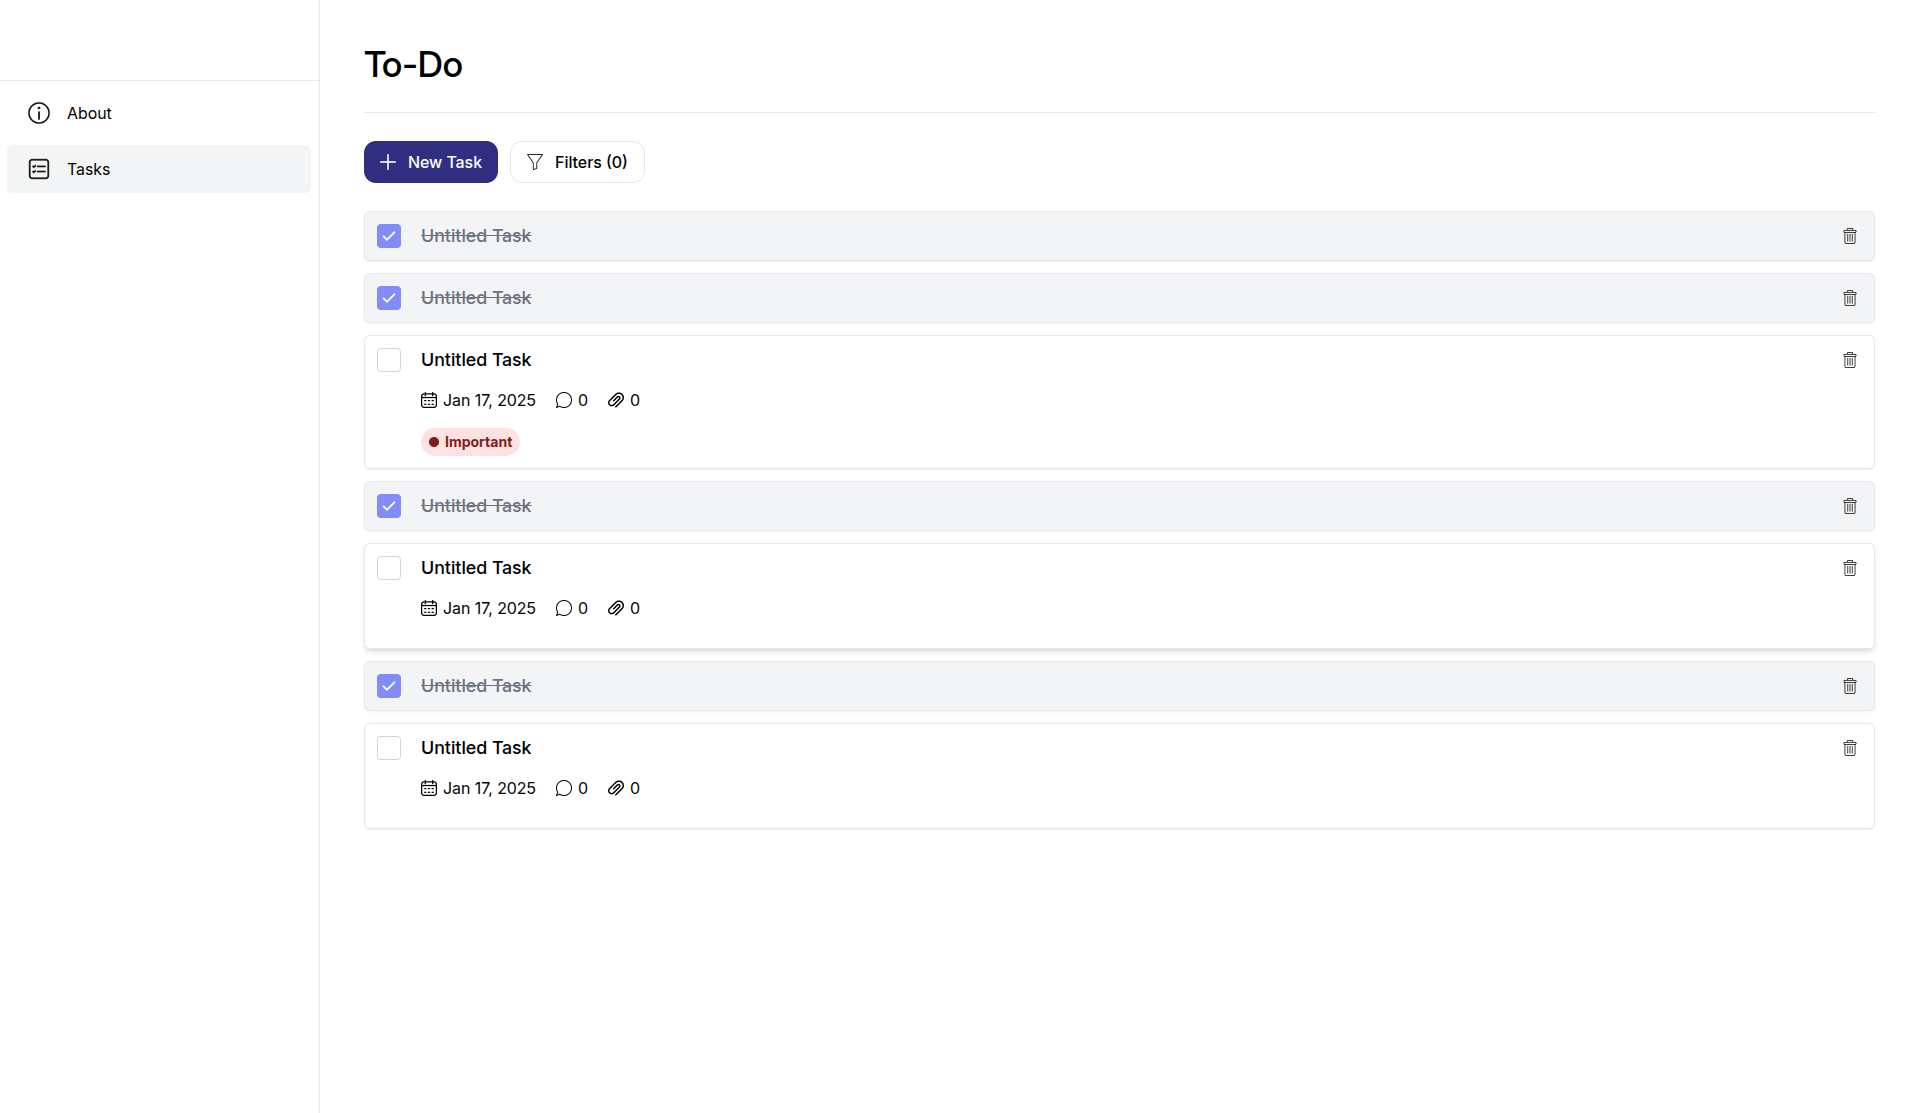 To-Do
About
Tasks
New Task
Filters (0)
Untitled Task
Untitled Task
Untitled Task
Jan 17, 2025 0 0
Important
Untitled Task
Untitled Task
Jan 17, 2025 0 0
Untitled Task
Untitled Task
Jan 17, 2025 0 0